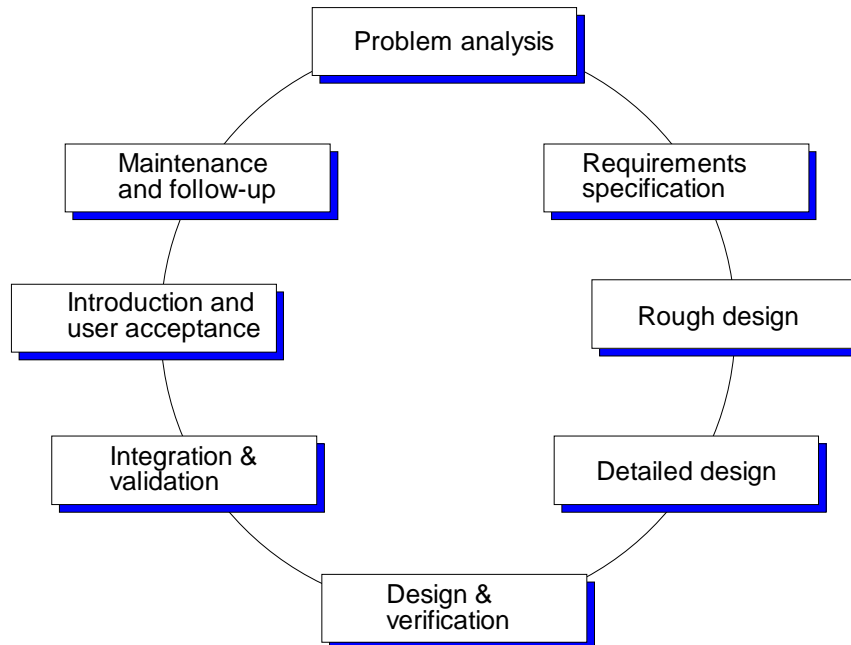 Problem analysis
Requirements
specification
Rough design
Detailed design
Design &
verification
Integration &
validation
Introduction and
user acceptance
Maintenance
and follow-up